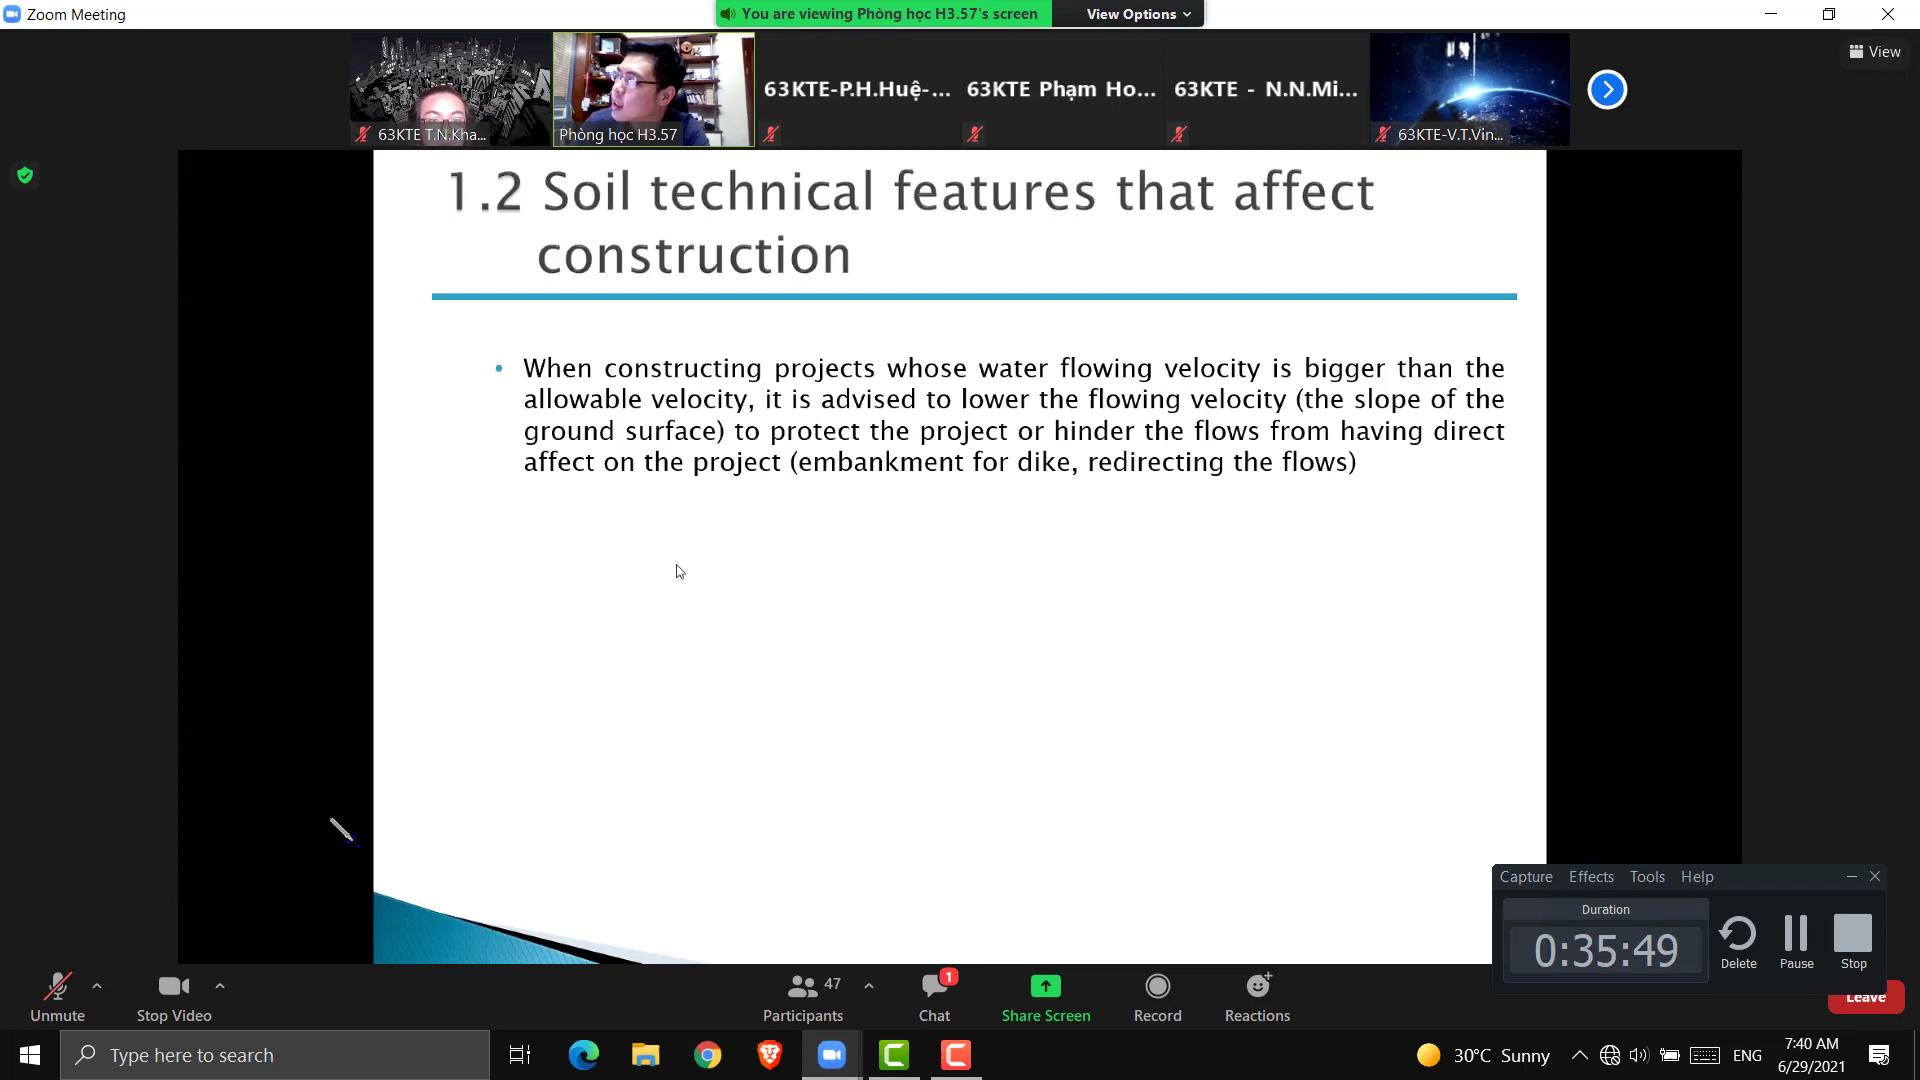 Zoom Meeting
You are viewing Phòng học H3.57's screen
View Options
View
63KTE T.N.Kha...
Phòng học H3.57
63KTE-P.H.Huệ-...
63KTE Phạm Ho...
63KTE - N.N.Mi...
63KTE-V.T.Vin...
1.2 Soil technical features that affect
construction
• When constructing projects whose water flowing velocity is bigger than the
allowable velocity, it is advised to lower the flowing velocity (the slope of the
ground surface) to protect the project or hinder the flows from having direct
affect on the project (embankment for dike, redirecting the flows)
Capture Effects Tools Help
Duration
0:35:49
Delete
Pause
Stop
Unmute
Stop Video
47
Participants
1
Chat
Share Screen
Record
Reactions
Leave
Type here to search
30°C Sunny
ENG
7:40 AM
6/29/2021